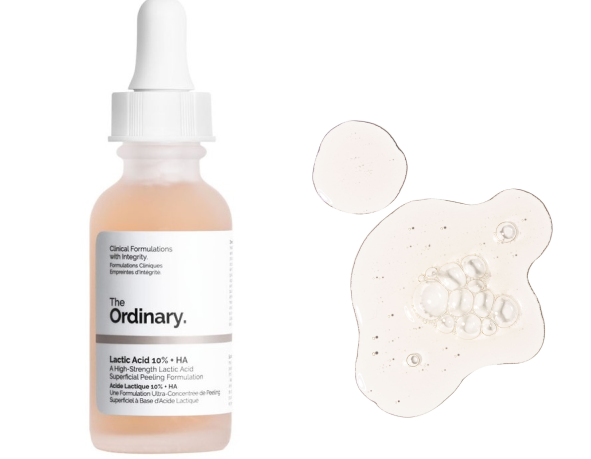 Clinical Formulations
with Integrity.
Formulations Cliniques
Empreintes d'Intégrité
The
Ordinary.
Lactic Acid 10% + HA
A High-Strength Lactic Acid
Superficial Peeling Formulation
Acide Lactique 10% + HA
Une Formulation Ultra-Concentrée de Peeling
Superficiel à Base d'Acide Lactique